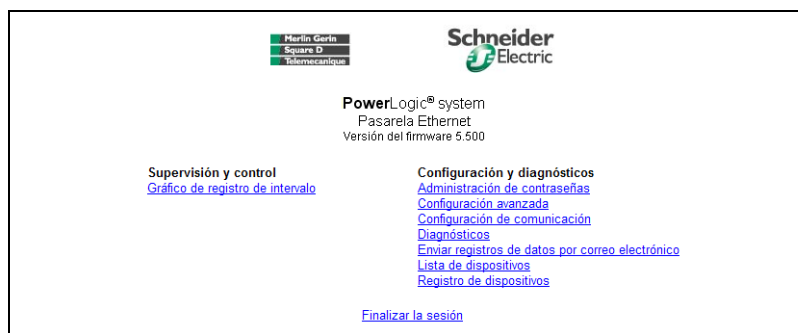 Merlin Gerin
Square D
Telemecanique
Schneider
Electric
PowerLogic® system
Pasarela Ethernet
Versión del firmware 5.500
Supervisión y control
Gráfico de registro de intervalo
Configuración y diagnósticos
Administración de contraseñas
Configuración avanzada
Configuración de comunicación
Diagnósticos
Enviar registros de datos por correo electrónico
Lista de dispositivos
Registro de dispositivos
Finalizar la sesión